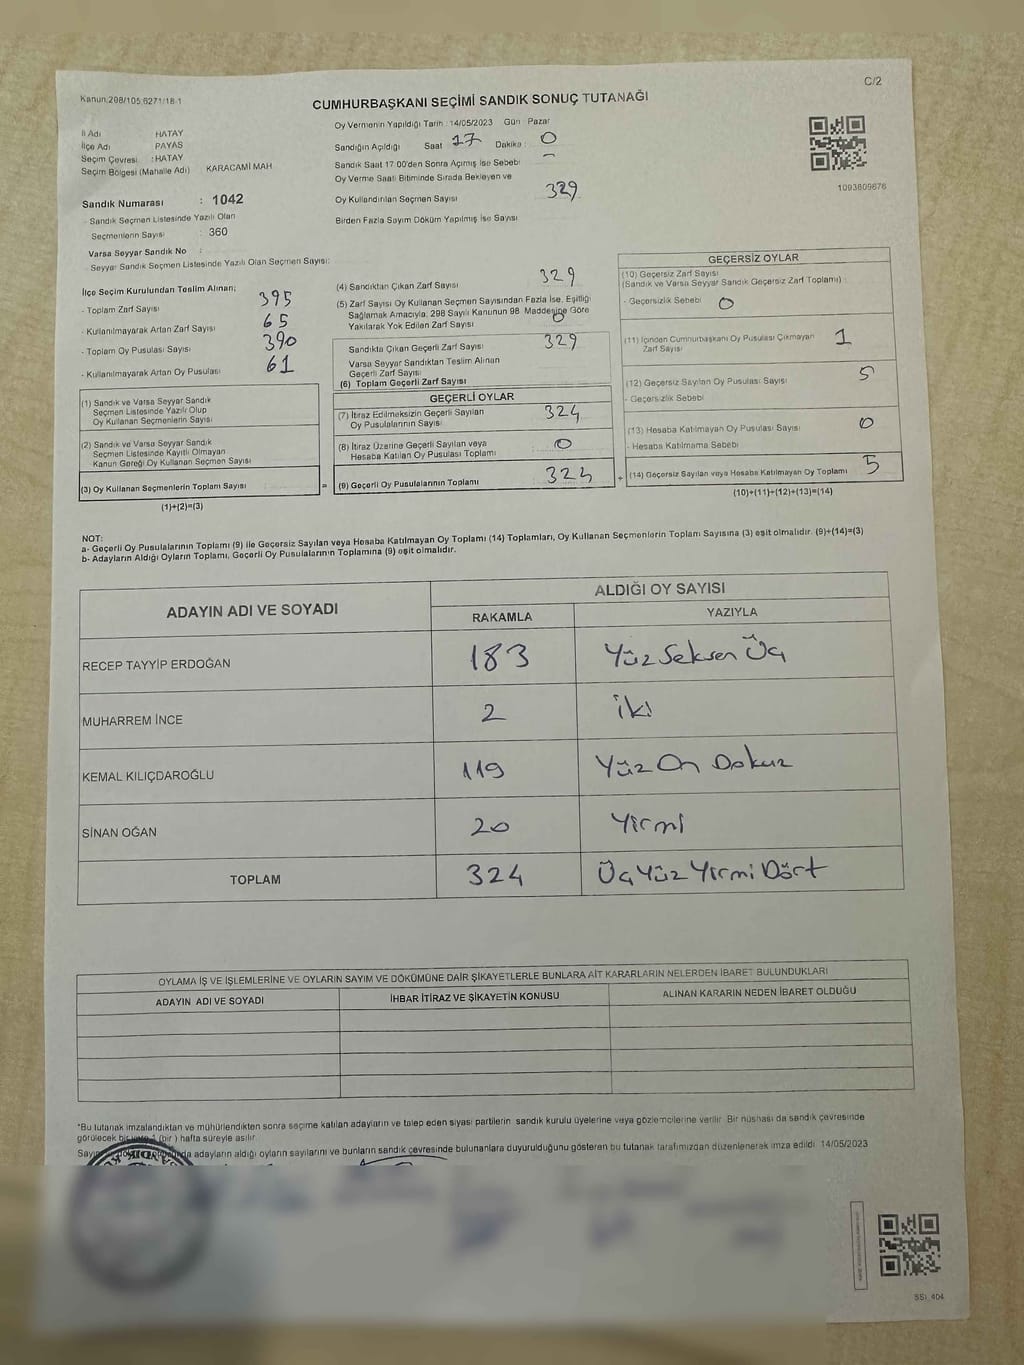 C/2
Kanun:298/105,6271/18-1
CUMHURBAŞKANI SEÇİMİ SANDIK SONUÇ TUTANAĞI
İl Adı HATAY
İlçe Adı PAYAS
Seçim Çevresi : HATAY
Seçim Bölgesi (Mahalle Adı) KARACAMİ MAH
Sandık Numarası : 1042
- Sandık Seçmen Listesinde Yazılı Olan
Seçmenlerin Sayısı : 360
Varsa Seyyar Sandık No :
- Seyyar Sandık Seçmen Listesinde Yazılı Olan Seçmen Sayısı:
Oy Vermenin Yapıldığı Tarih : 14/05/2023 Gün : Pazar
Sandığın Açıldığı Saat : 17 Dakika : 0
Sandık Saat 17:00'den Sonra Açılmış İse Sebebi -
Oy Verme Saati Bitiminde Sırada Bekleyen ve
Oy Kullandırılan Seçmen Sayısı 329
Birden Fazla Sayım Döküm Yapılmış İse Sayısı
1093809676
İlçe Seçim Kurulundan Teslim Alınan;
- Toplam Zarf Sayısı 395
- Kullanılmayarak Artan Zarf Sayısı 65
- Toplam Oy Pusulası Sayısı 390
- Kullanılmayarak Artan Oy Pusulası 61
(1) Sandık ve Varsa Seyyar Sandık
Seçmen Listesinde Yazılı Olup
Oy Kullanan Seçmenlerin Sayısı
(2) Sandık ve Varsa Seyyar Sandık
Seçmen Listesinde Kayıtlı Olmayan
Kanun Gereği Oy Kullanan Seçmen Sayısı
(3) Oy Kullanan Seçmenlerin Toplam Sayısı
(1)+(2)=(3)
(4) Sandıktan Çıkan Zarf Sayısı 329
(5) Zarf Sayısı Oy Kullanan Seçmen Sayısından Fazla İse, Eşitliği
Sağlamak Amacıyla; 298 Sayılı Kanunun 98. Maddesine Göre
Yakılarak Yok Edilen Zarf Sayısı 0
Sandıkta Çıkan Geçerli Zarf Sayısı 329
Varsa Seyyar Sandıktan Teslim Alınan
Geçerli Zarf Sayısı
(6) Toplam Geçerli Zarf Sayısı
GEÇERLİ OYLAR
(7) İtiraz Edilmeksizin Geçerli Sayılan
Oy Pusulalarının Sayısı 324
(8) İtiraz Üzerine Geçerli Sayılan veya
Hesaba Katılan Oy Pusulası Toplamı 0
= (9) Geçerli Oy Pusulalarının Toplamı 324
GEÇERSİZ OYLAR
(10) Geçersiz Zarf Sayısı
(Sandık ve Varsa Seyyar Sandık Geçersiz Zarf Toplamı)
- Geçersizlik Sebebi 0
(11) İçinden Cumhurbaşkanı Oy Pusulası Çıkmayan
Zarf Sayısı 1
(12) Geçersiz Sayılan Oy Pusulası Sayısı 5
- Geçersizlik Sebebi
(13) Hesaba Katılmayan Oy Pusulası Sayısı 0
- Hesaba Katılmama Sebebi
+ (14) Geçersiz Sayılan veya Hesaba Katılmayan Oy Toplamı 5
(10)+(11)+(12)+(13)=(14)
NOT:
a- Geçerli Oy Pusulalarının Toplamı (9) ile Geçersiz Sayılan veya Hesaba Katılmayan Oy Toplamı (14) Toplamları, Oy Kullanan Seçmenlerin Toplam Sayısına (3) eşit olmalıdır. (9)+(14)=(3)
b- Adayların Aldığı Oyların Toplamı, Geçerli Oy Pusulalarının Toplamına (9) eşit olmalıdır.
ADAYIN ADI VE SOYADI ALDIĞI OY SAYISI
RAKAMLA YAZIYLA
RECEP TAYYİP ERDOĞAN 183 Yüz Seksen Üç
MUHARREM İNCE 2 İki
KEMAL KILIÇDAROĞLU 119 Yüz On Dokuz
SİNAN OĞAN 20 Yirmi
TOPLAM 324 Üç Yüz Yirmi Dört
OYLAMA İŞ VE İŞLEMLERİNE VE OYLARIN SAYIM VE DÖKÜMÜNE DAİR ŞİKAYETLERLE BUNLARA AİT KARARLARIN NELERDEN İBARET BULUNDUKLARI
ADAYIN ADI VE SOYADI İHBAR İTİRAZ VE ŞİKAYETİN KONUSU ALINAN KARARIN NEDEN İBARET OLDUĞU
*Bu tutanak imzalandıktan ve mühürlendikten sonra seçime katılan adayların ve talep eden siyasi partilerin sandık kurulu üyelerine veya gözlemcilerine verilir. Bir nüshası da sandık çevresinde
görülecek bir yere 1 (bir) hafta süreyle asılır.
adayların aldığı oyların sayılarını ve bunların sandık çevresinde bulunanlara duyurulduğunu gösteren bu tutanak tarafımızdan düzenlenerek imza edildi. 14/05/2023
SSİ_404